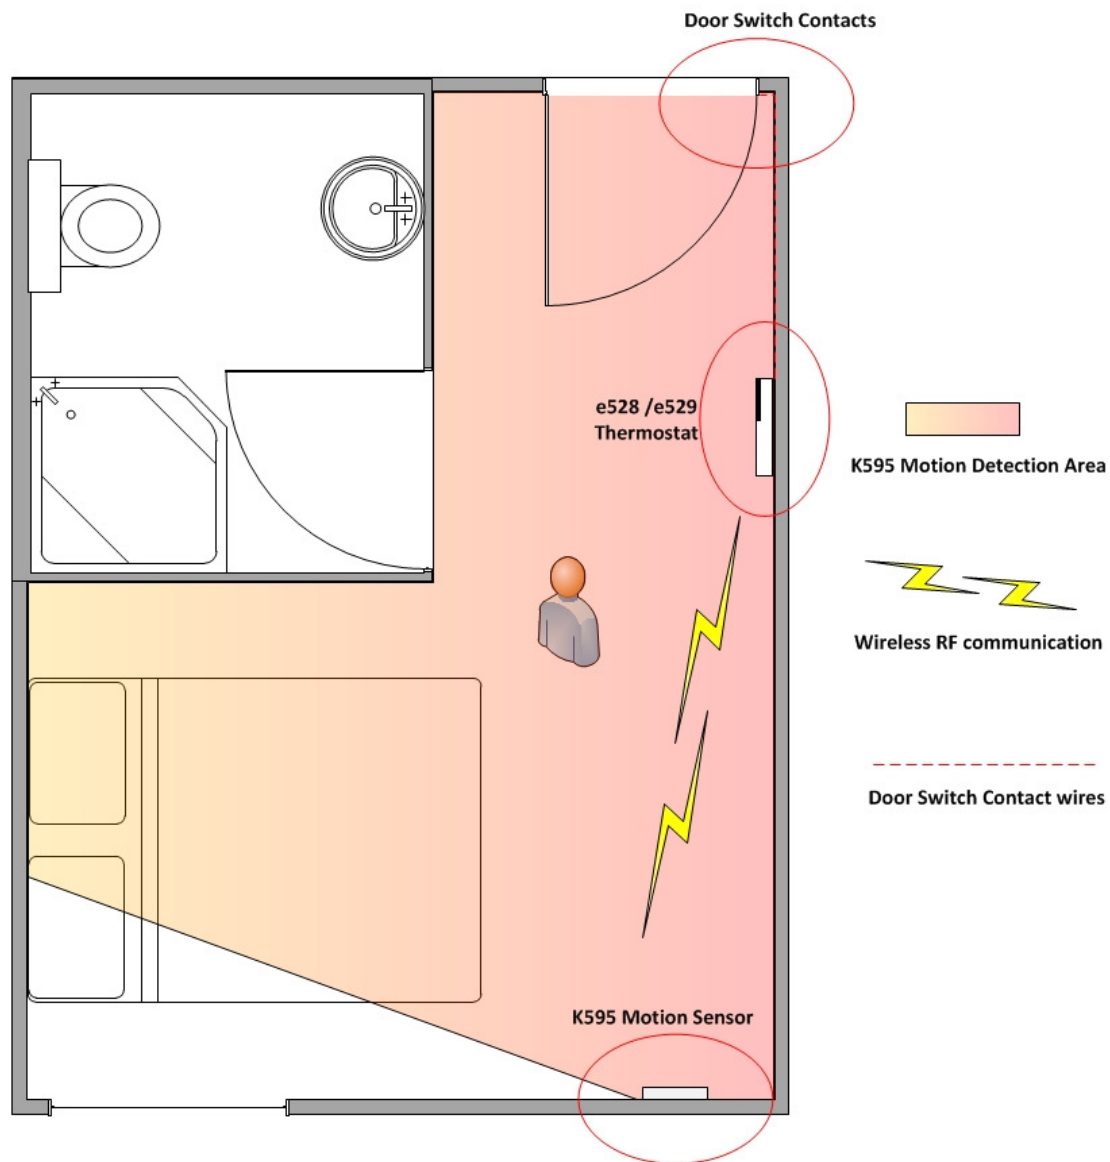 Door Switch Contacts
e528 /e529
Thermostat
K595 Motion Detection Area
Wireless RF communication
Door Switch Contact wires
K595 Motion Sensor